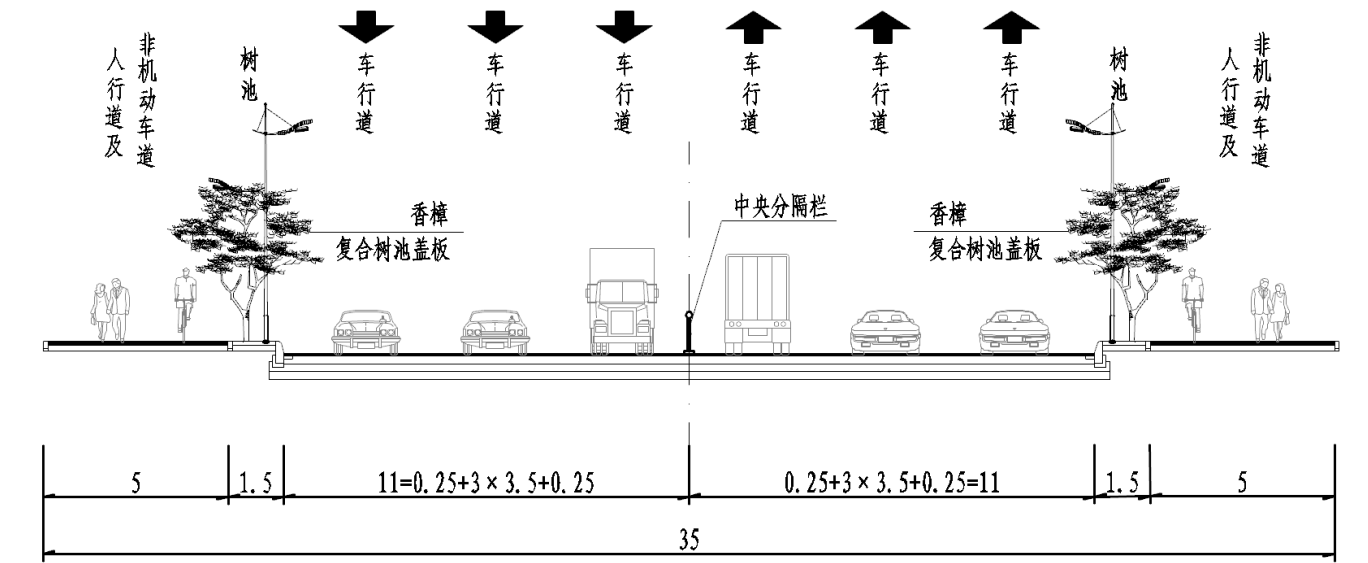 人行道及
非机动车道
树池
车行道
车行道
车行道
车行道
车行道
车行道
树池
人行道及
非机动车道
香樟
复合树池盖板
中央分隔栏
香樟
复合树池盖板
5
1.5
11=0.25+3×3.5+0.25
0.25+3×3.5+0.25=11
1.5
5
35